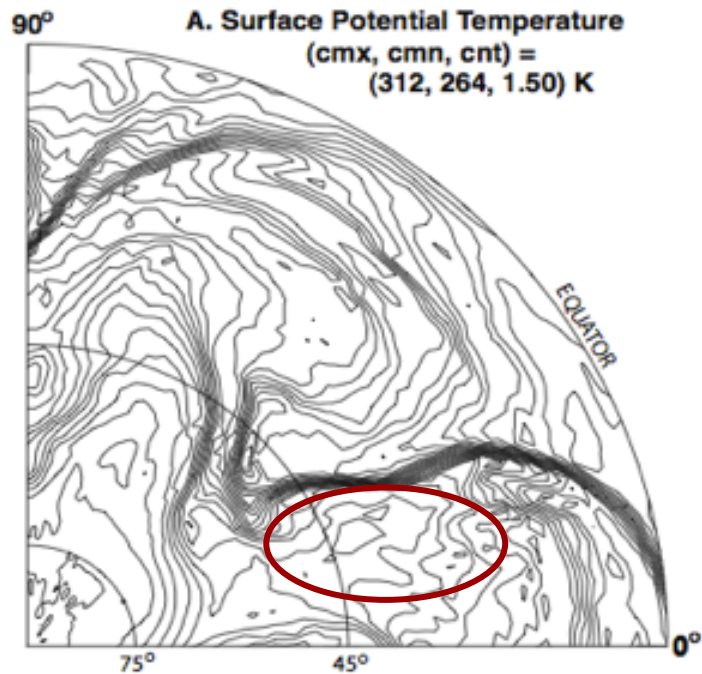 90°
A. Surface Potential Temperature
(cmx, cmn, cnt) =
(312, 264, 1.50) K
EQUATOR
0°
75°
45°